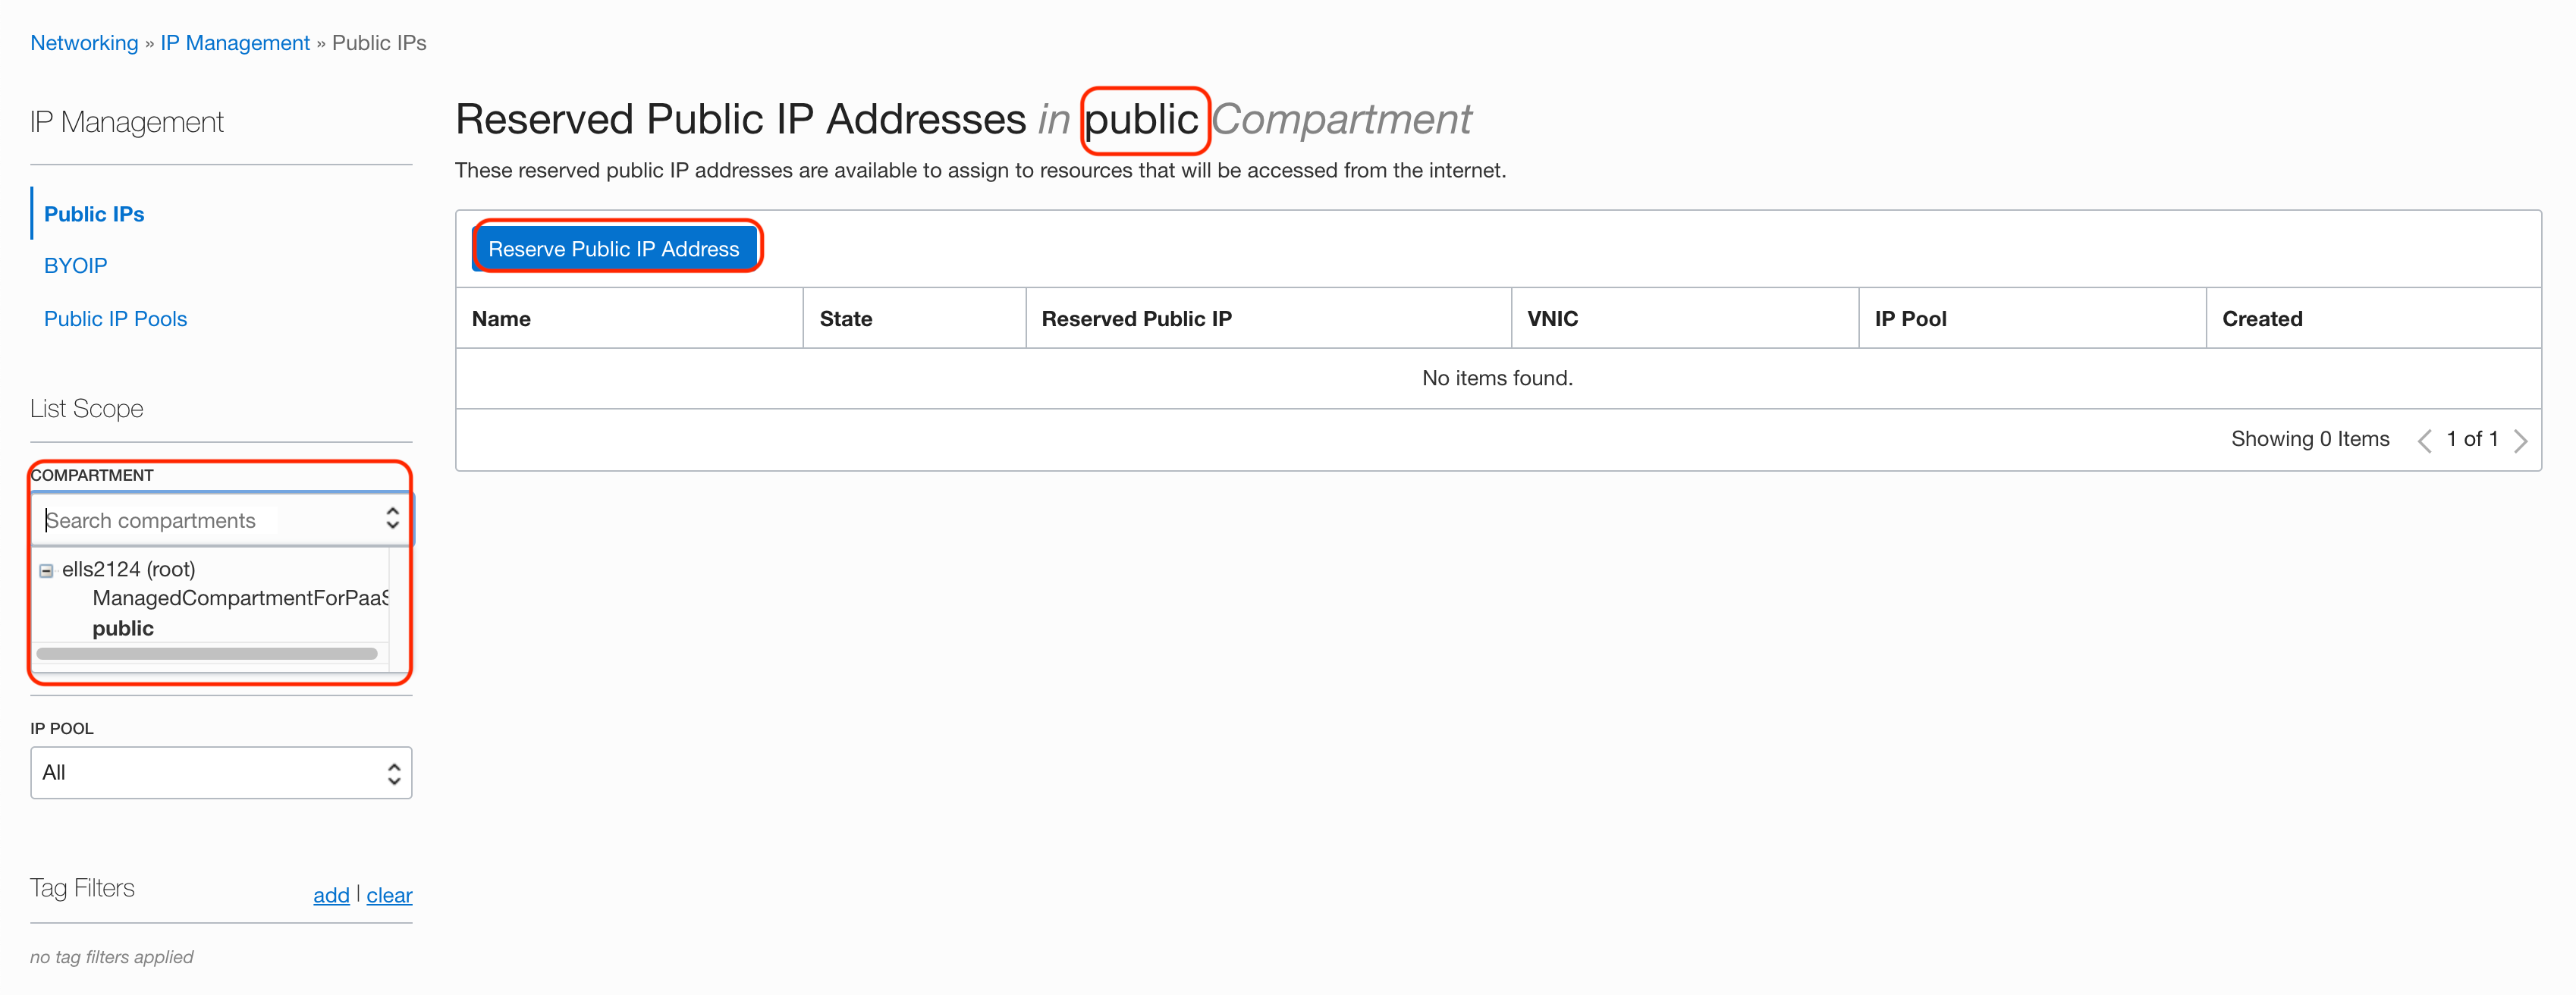 Networking » IP Management » Public IPs
IP Management
Public IPs
BYOIP
Public IP Pools
List Scope
COMPARTMENT
Search compartments
ells2124 (root)
ManagedCompartmentForPaaS
public
IP POOL
All
Tag Filters
add | clear
no tag filters applied
Reserved Public IP Addresses in public Compartment
These reserved public IP addresses are available to assign to resources that will be accessed from the internet.
Reserve Public IP Address
Name State Reserved Public IP VNIC IP Pool Created
No items found.
Showing 0 Items 1 of 1